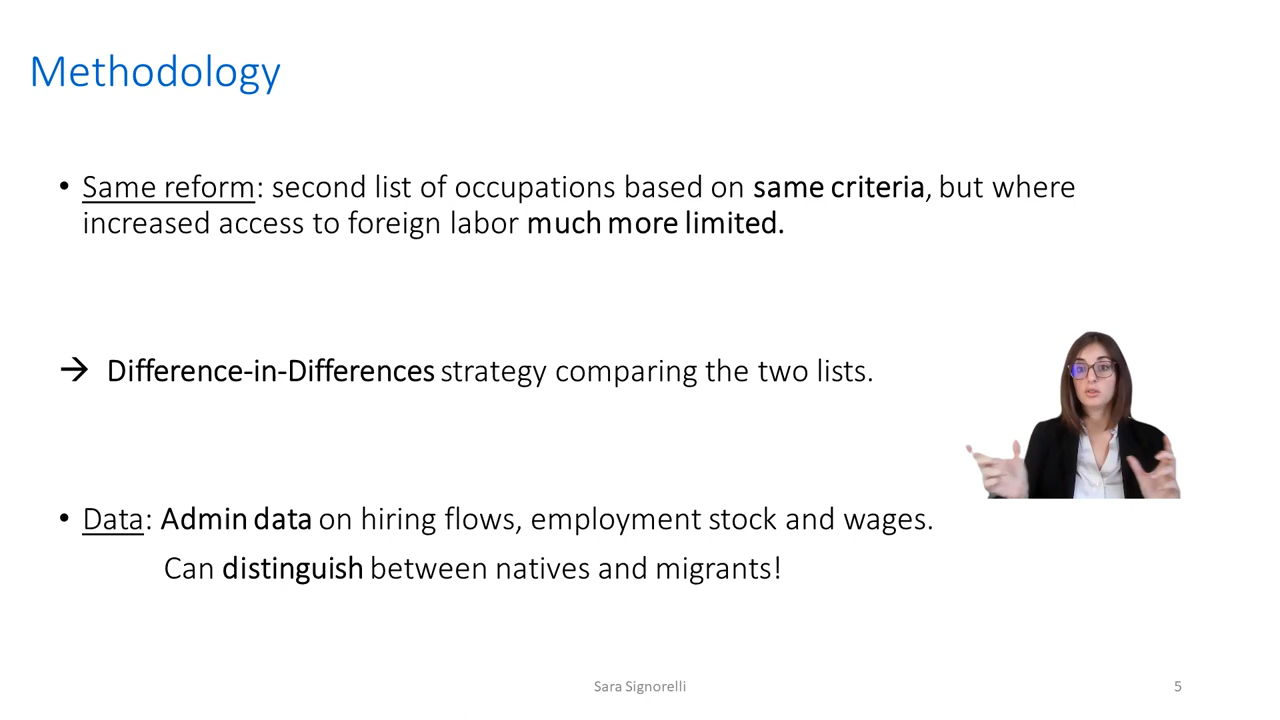 Methodology
• Same reform: second list of occupations based on same criteria, but where
increased access to foreign labor much more limited.
→ Difference-in-Differences strategy comparing the two lists.
• Data: Admin data on hiring flows, employment stock and wages.
Can distinguish between natives and migrants!
Sara Signorelli
5